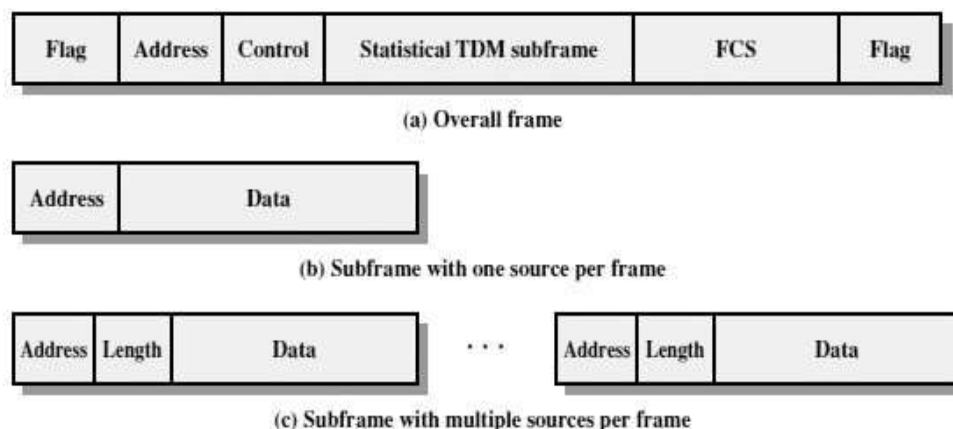 Flag Address Control Statistical TDM subframe FCS Flag
(a) Overall frame
Address Data
(b) Subframe with one source per frame
Address Length Data . . . Address Length Data
(c) Subframe with multiple sources per frame